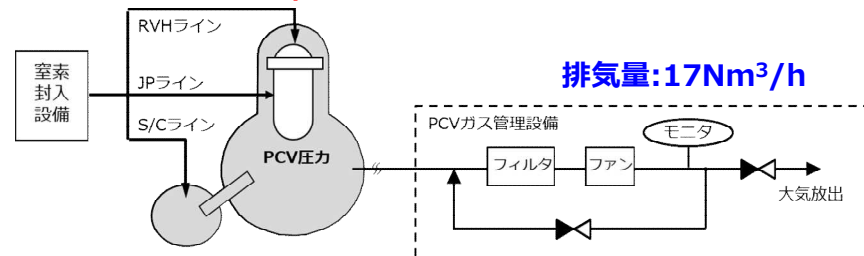 RVHライン
窒素
封入
設備
JPライン
S/Cライン
PCV圧力
排気量:17Nm³/h
PCVガス管理設備
モニタ
フィルタ
ファン
大気放出